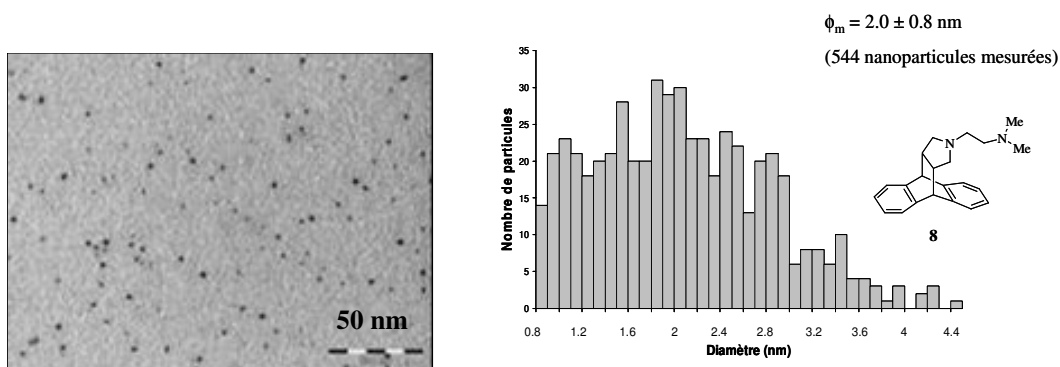 ϕm = 2.0 ± 0.8 nm
(544 nanoparticules mesurées)
50 nm
Nombre de particules
35
30
25
20
15
10
5
0
0.8 1.2 1.6 2 2.4 2.8 3.2 3.6 4 4.4
Diamètre (nm)
N
N
Me
Me
8